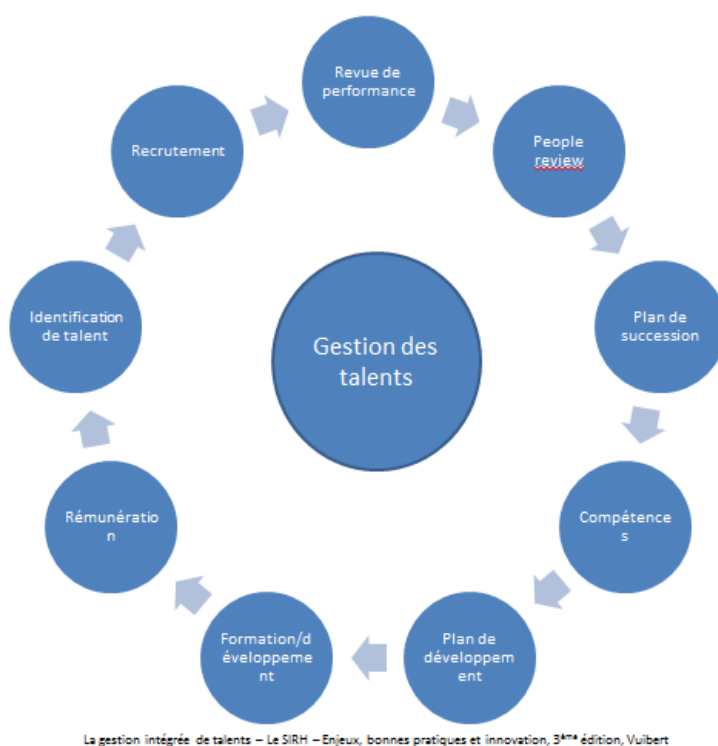 Revue de
performance
People
review
Plan de
succession
Compétence
s
Plan de
développem
ent
Formation/d
éveloppeme
nt
Rémunératio
n
Identification
de talent
Recrutement
Gestion des
talents
La gestion intégrée de talents – Le SIRH – Enjeux, bonnes pratiques et innovation, 3ème édition, Vuibert